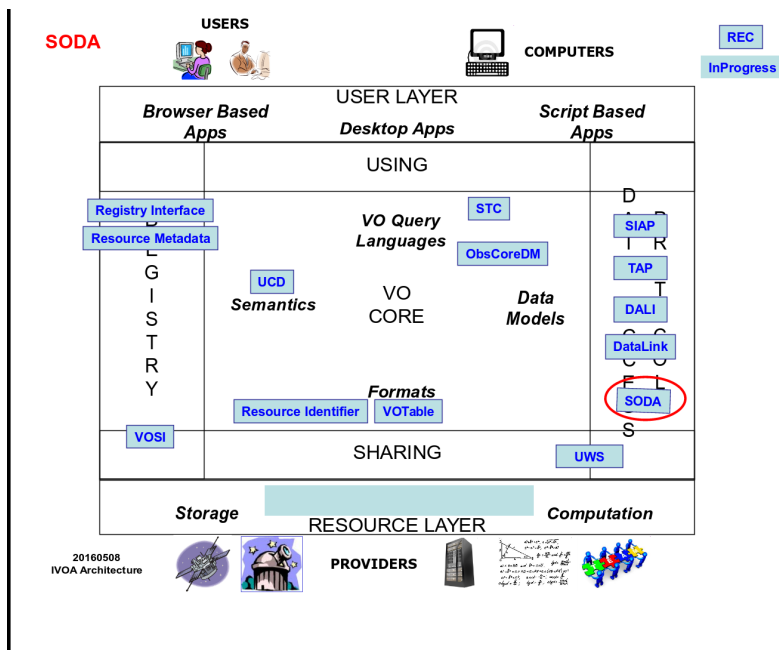 SODA
USERS
COMPUTERS
REC
InProgress
USER LAYER
Browser Based
Apps
Desktop Apps
Script Based
Apps
USING
Registry Interface
Resource Metadata
E
G
I
S
T
R
Y
VO Query
Languages
STC
ObsCoreDM
UCD
Semantics
VO
CORE
Data
Models
Formats
Resource Identifier
VOTable
D
SIAP
TAP
T
DALI
DataLink
SODA
S
VOSI
SHARING
UWS
Storage
Computation
RESOURCE LAYER
20160508
IVOA Architecture
PROVIDERS